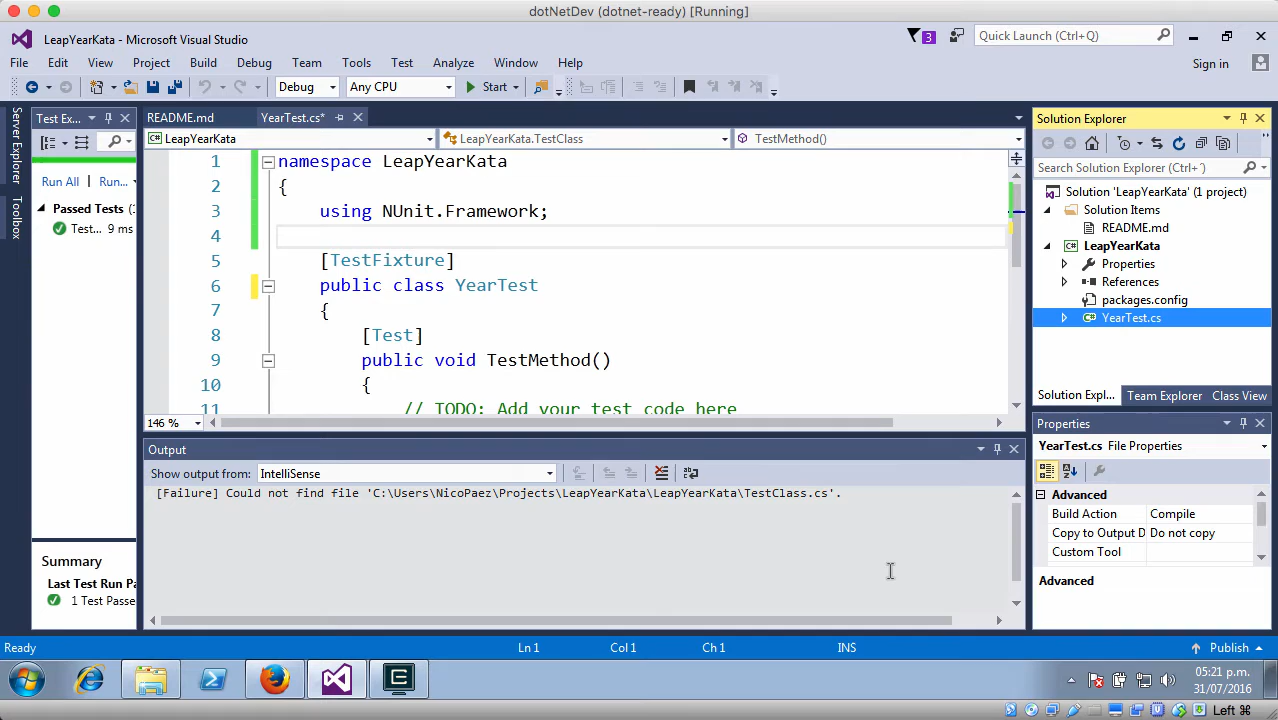 dotNetDev (dotnet-ready) [Running]
LeapYearKata - Microsoft Visual Studio
3
Quick Launch (Ctrl+Q)
File Edit View Project Build Debug Team Tools Test Analyze Window Help
Sign in
Debug Any CPU Start
Server Explorer
Toolbox
Test Ex...
Run All Run...
Passed Tests (
Test... 9 ms
Summary
Last Test Run Pa
1 Test Passe
README.md YearTest.cs*
LeapYearKata LeapYearKata.TestClass TestMethod()
1 namespace LeapYearKata
2 {
3 using NUnit.Framework;
4
5 [TestFixture]
6 public class YearTest
7 {
8 [Test]
9 public void TestMethod()
10 {
11 // TODO: Add your test code here
146 %
Output
Show output from: IntelliSense
[Failure] Could not find file 'C:\Users\NicoPaez\Projects\LeapYearKata\LeapYearKata\TestClass.cs'.
Solution Explorer
Search Solution Explorer (Ctrl+´)
Solution 'LeapYearKata' (1 project)
Solution Items
README.md
LeapYearKata
Properties
References
packages.config
YearTest.cs
Solution Expl... Team Explorer Class View
Properties
YearTest.cs File Properties
Advanced
Build Action Compile
Copy to Output D Do not copy
Custom Tool
Advanced
Ready Ln 1 Col 1 Ch 1 INS Publish
05:21 p.m.
31/07/2016
Left ⌘